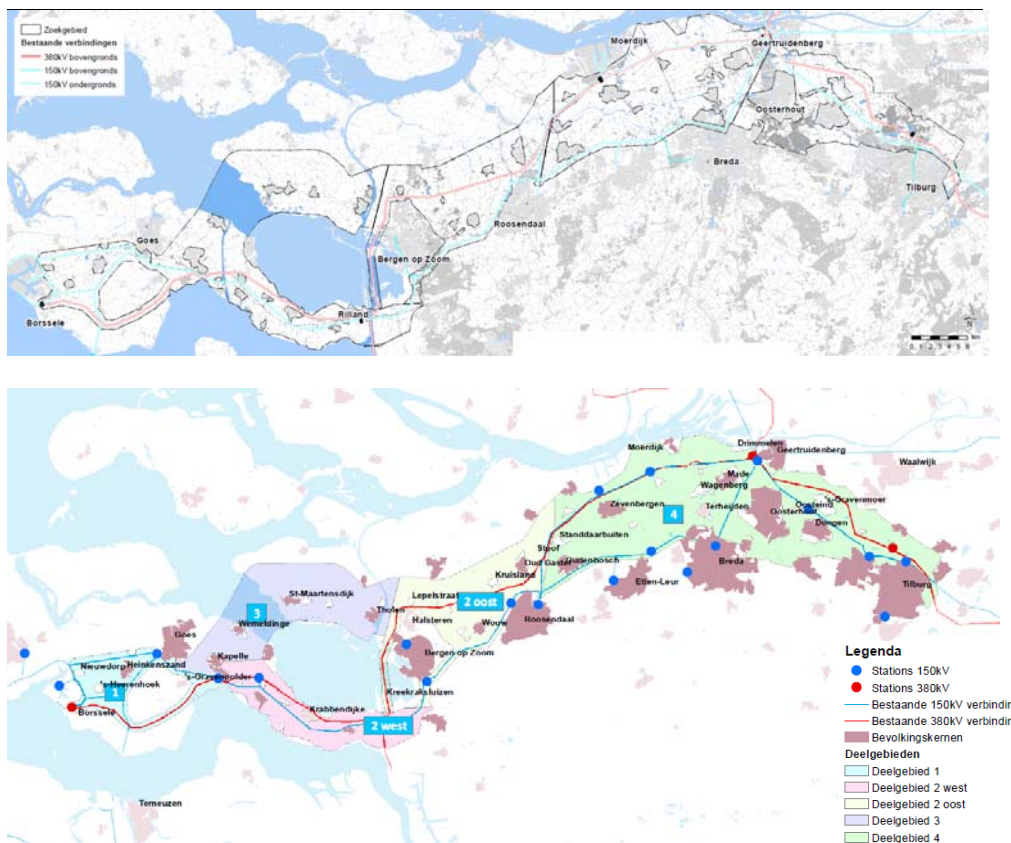 Zoekgebied
Bestaande verbindingen
380kV bovengronds
150kV bovengronds
150kV ondergronds
Moerdijk
Geertruidenberg
Oosterhout
Breda
Tilburg
Roosendaal
Goes
Bergen op Zoom
Rilland
Borssele
N
km
Moerdijk
Drimmelen
Geertruidenberg
Waalwijk
Made
Wagenberg
's-Gravenmoer
Zevenbergen
Terheijden
Oosteind
Oosterhout
Dongen
4
Standdaarbuiten
Stoof
Oud Gastel
Oudenbosch
Breda
Kruisland
Etten-Leur
Tilburg
St-Maartensdijk
Lepelstraat
2 oost
Tholen
3
Wemeldinge
Halsteren
Wouw
Roosendaal
Goes
Kapelle
Bergen op Zoom
Nieuwdorp
Heinkenszand
's-Heerenhoek
1
's-Gravenpolder
Kreekraksluizen
Borssele
Krabbendijke
2 west
Terneuzen
Legenda
Stations 150kV
Stations 380kV
Bestaande 150kV verbindin
Bestaande 380kV verbindin
Bevolkingskernen
Deelgebieden
Deelgebied 1
Deelgebied 2 west
Deelgebied 2 oost
Deelgebied 3
Deelgebied 4